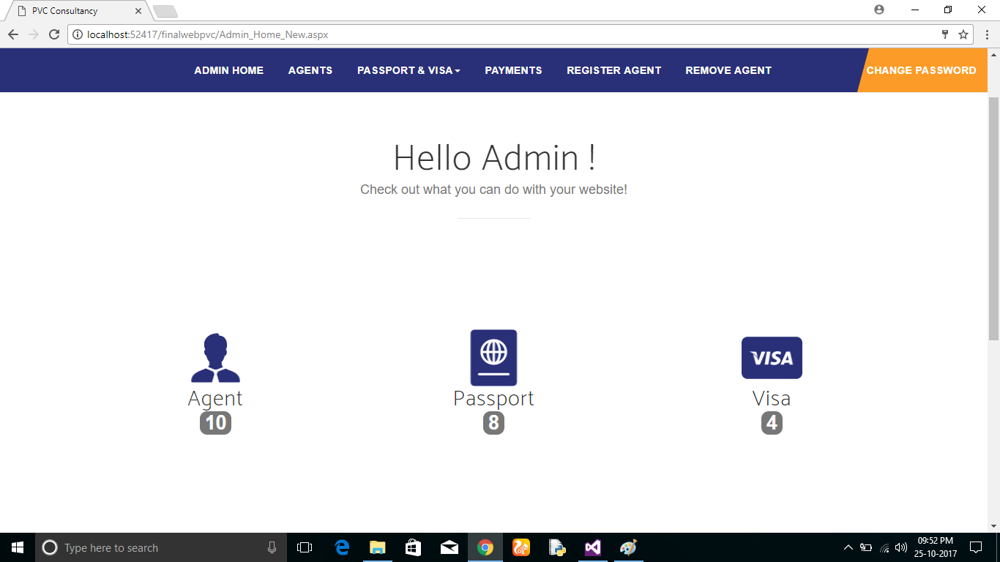 PVC Consultancy
localhost:52417/finalwebpvc/Admin_Home_New.aspx
ADMIN HOME AGENTS PASSPORT & VISA PAYMENTS REGISTER AGENT REMOVE AGENT CHANGE PASSWORD
Hello Admin !
Check out what you can do with your website!
VISA
Agent Passport Visa
10 8 4
Type here to search
09:52 PM
25-10-2017